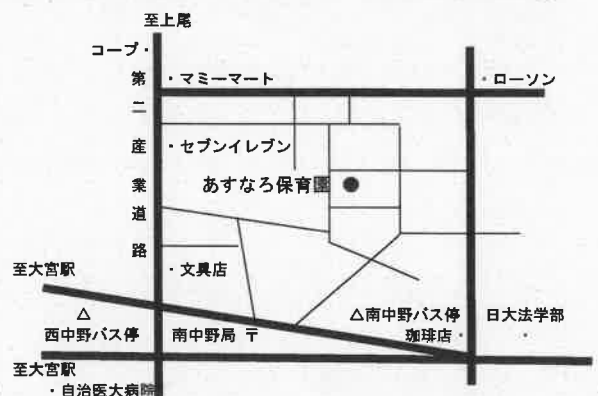 至上尾
コープ・
・マミーマート
・ローソン
第二産業道路
・セブンイレブン
あすなろ保育園
・文具店
至大宮駅
△
西中野バス停
南中野局 〒
△南中野バス停
珈琲店・
日大法学部
至大宮駅
・自治医大病院